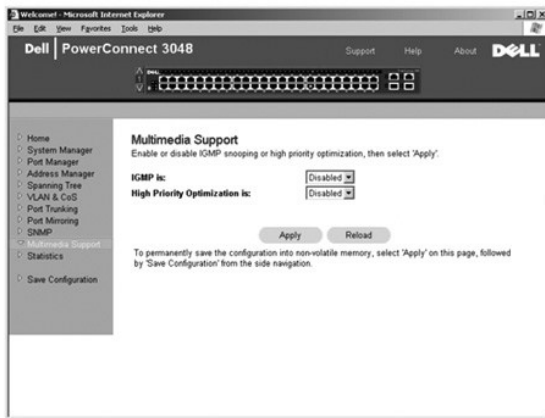 Welcome! - Microsoft Internet Explorer
File Edit View Favorites Tools Help
Dell | PowerConnect 3048
Support Help About DELL
Home
System Manager
Port Manager
Address Manager
Spanning Tree
VLAN & CoS
Port Trunking
Port Mirroring
SNMP
Multimedia Support
Statistics
Save Configuration
Multimedia Support
Enable or disable IGMP snooping or high priority optimization, then select 'Apply'.
IGMP is: Disabled
High Priority Optimization is: Disabled
Apply Reload
To permanently save the configuration into non-volatile memory, select 'Apply' on this page, followed
by 'Save Configuration' from the side navigation.